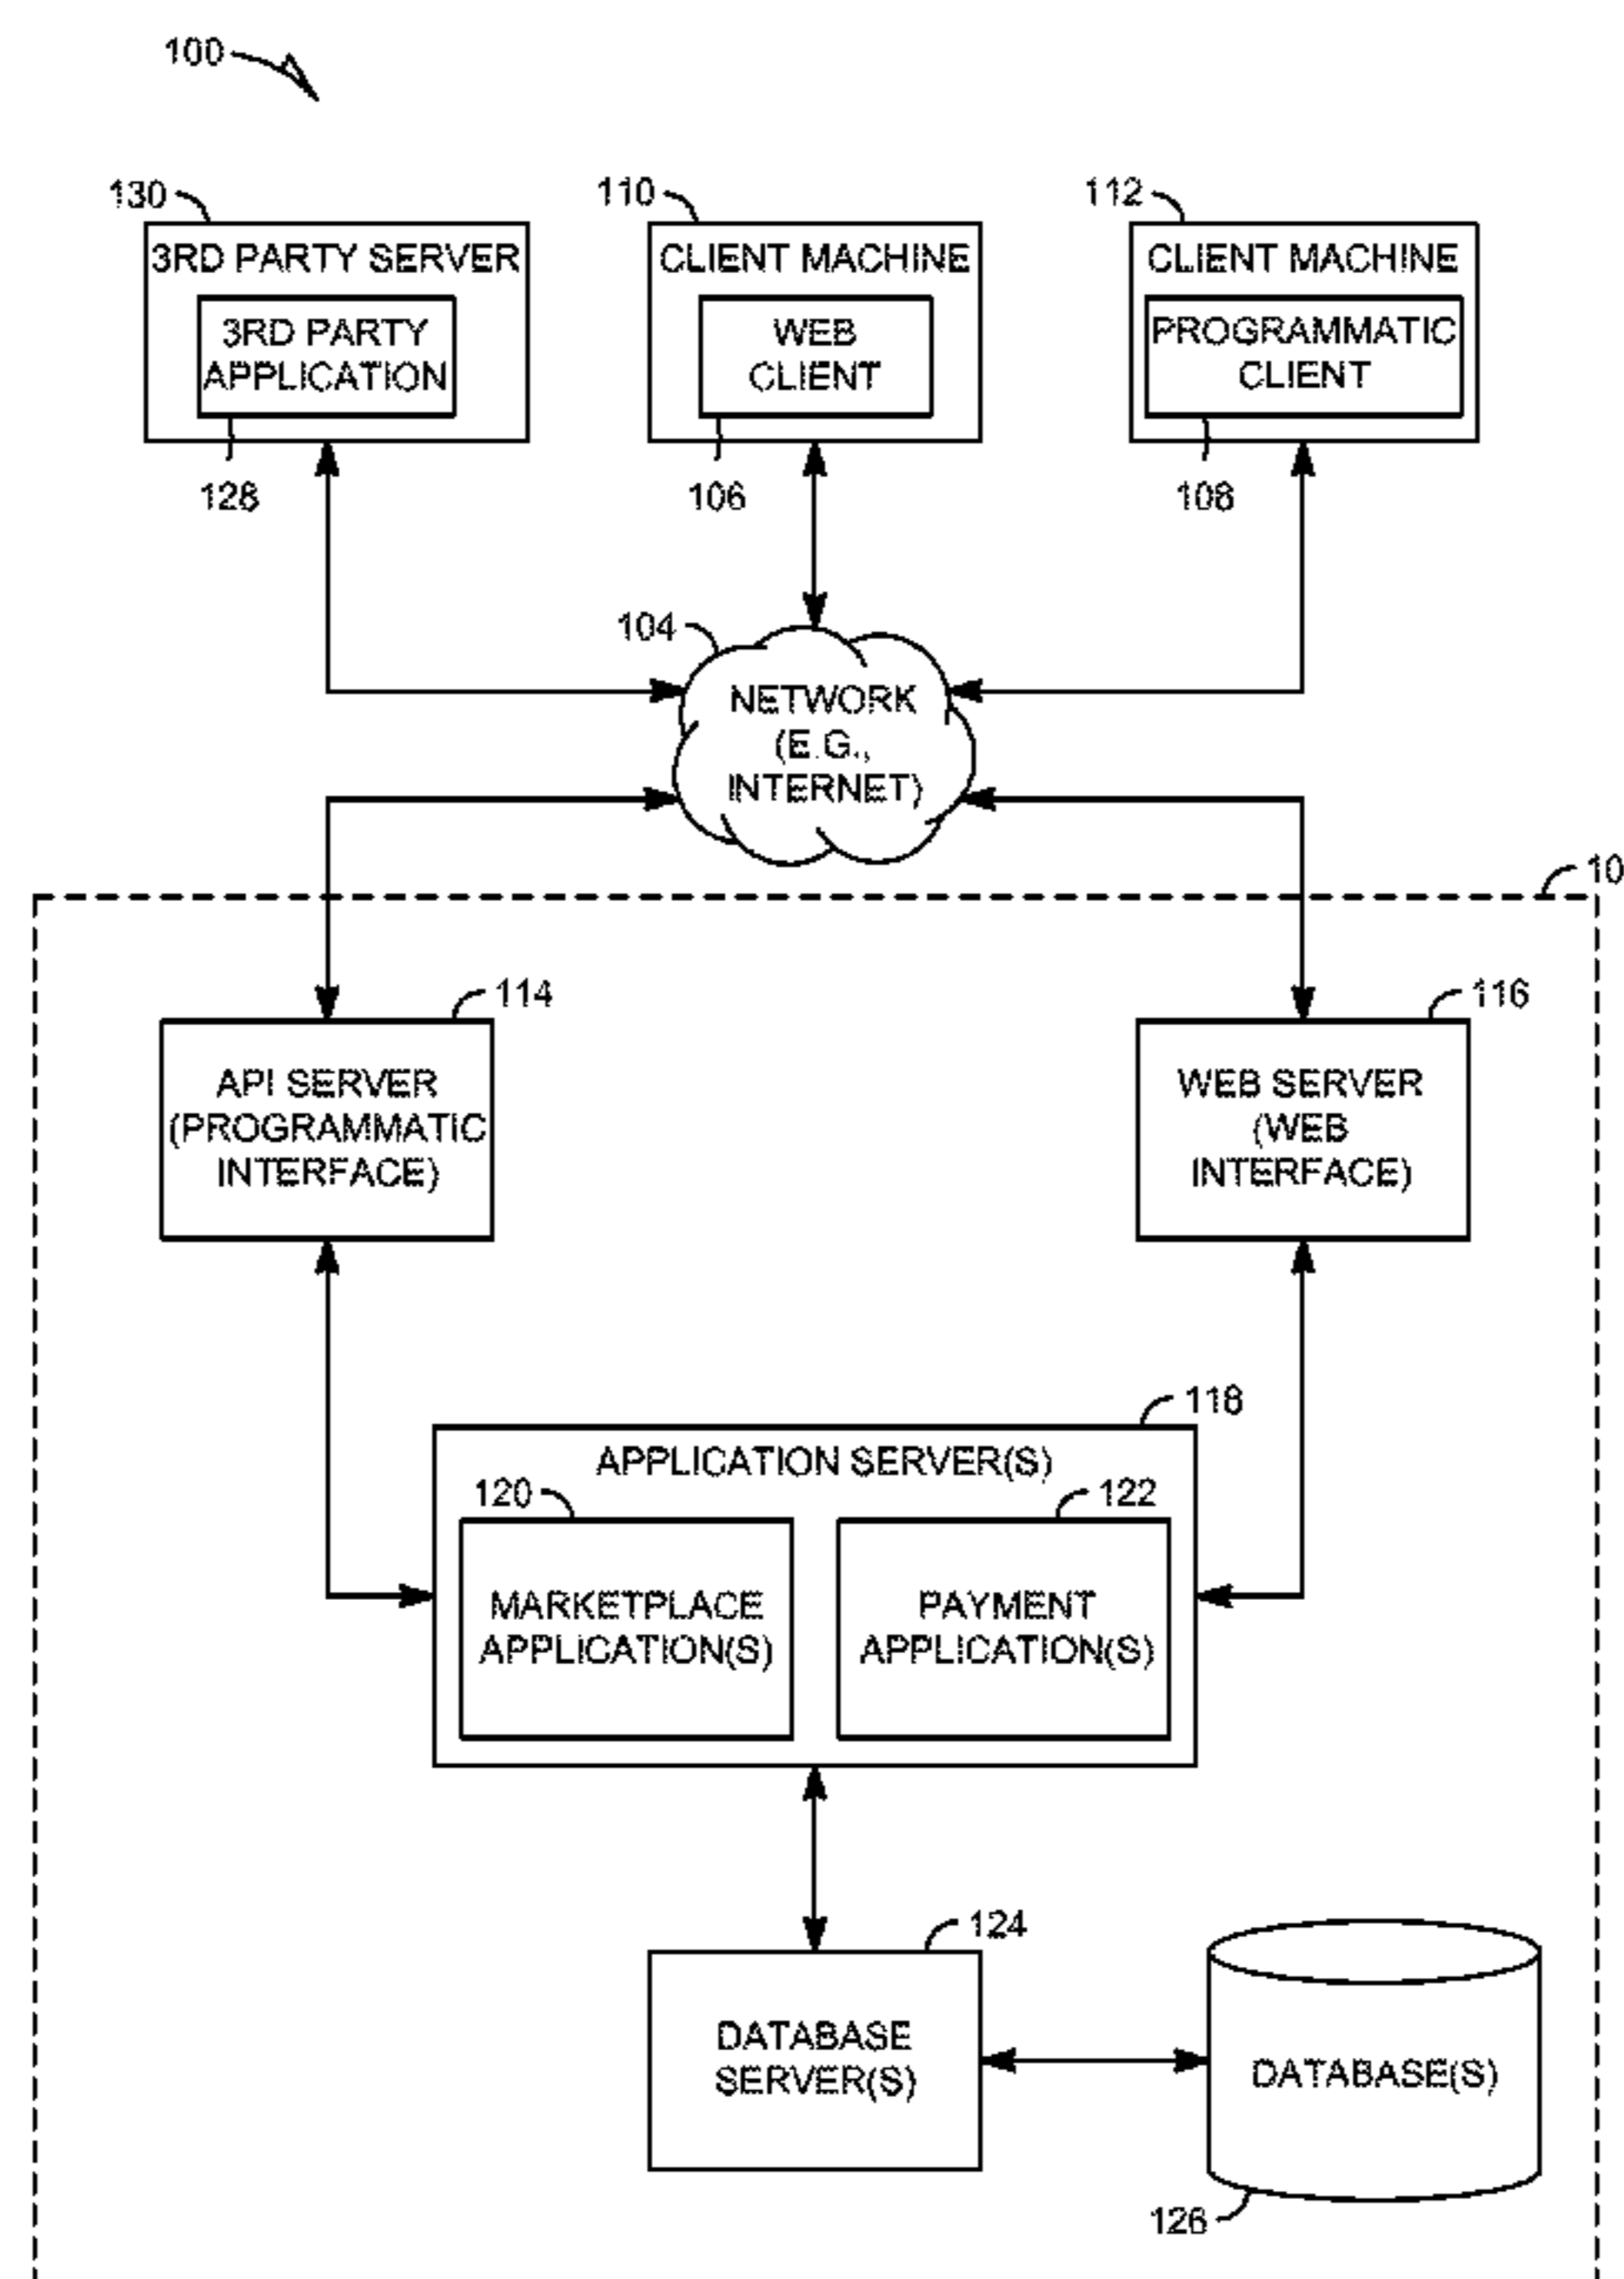 100
130
110
112
3RD PARTY SERVER
CLIENT MACHINE
CLIENT MACHINE
3RD PARTY
APPLICATION
WEB
CLIENT
PROGRAMMATIC
CLIENT
128
106
108
104
NETWORK
(E.G.,
INTERNET)
10
114
116
API SERVER
(PROGRAMMATIC
INTERFACE)
WEB SERVER
(WEB
INTERFACE)
118
APPLICATION SERVER(S)
120
122
MARKETPLACE
APPLICATION(S)
PAYMENT
APPLICATION(S)
124
DATABASE
SERVER(S)
DATABASE(S)
126